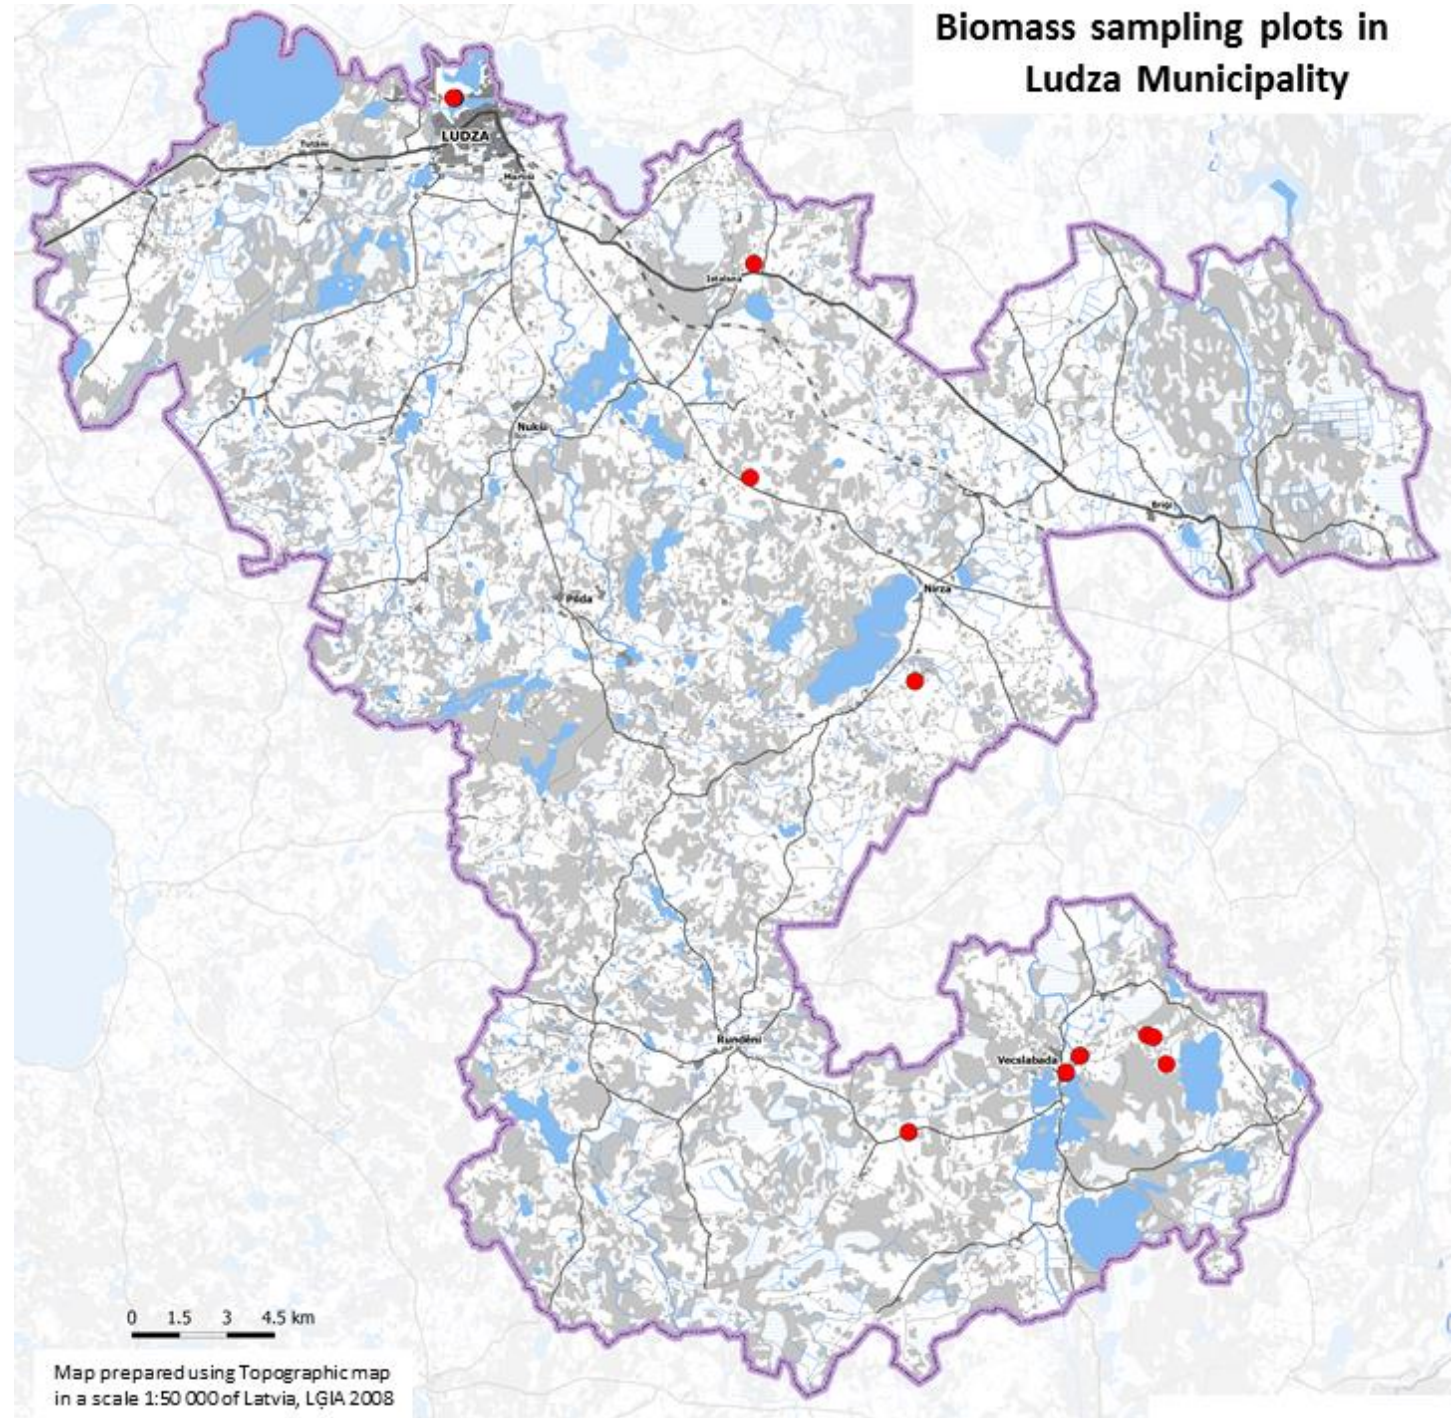 Biomass sampling plots in
Ludza Municipality
LUDZA
Istalsna
Nukši
Brigi
Nirza
Pilda
Rundēni
Vecslabada
0 1.5 3 4.5 km
Map prepared using Topographic map
in a scale 1:50 000 of Latvia, LĢIA 2008